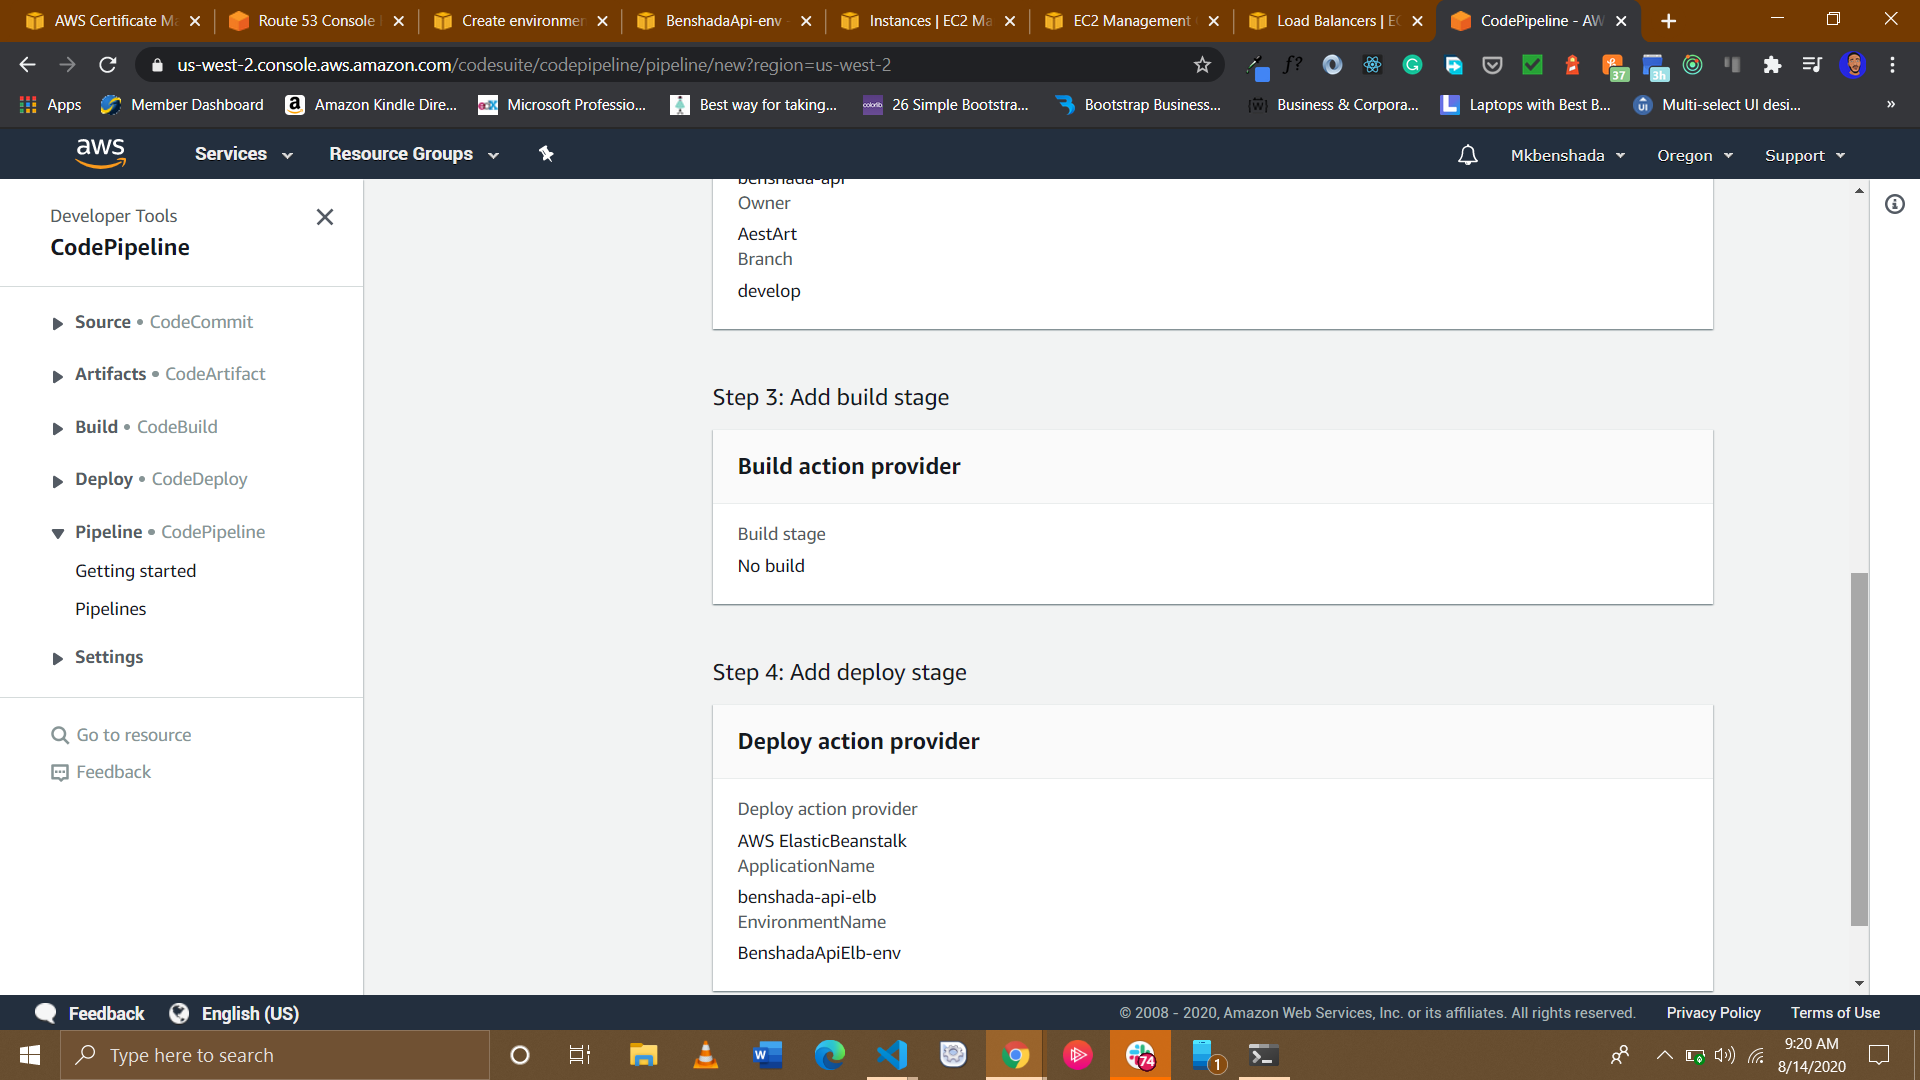 AWS Certificate Ma
Route 53 Console
Create environmen
BenshadaApi-env -
Instances | EC2 Ma
EC2 Management
Load Balancers | EC
CodePipeline - AW
us-west-2.console.aws.amazon.com/codesuite/codepipeline/pipeline/new?region=us-west-2
f?
37
3h
Apps
Member Dashboard
Amazon Kindle Dire...
Microsoft Professio...
Best way for taking...
26 Simple Bootstra...
Bootstrap Business...
Business & Corpora...
Laptops with Best B...
Multi-select UI desi...
»
aws
Services
Resource Groups
Mkbenshada
Oregon
Support
Developer Tools
CodePipeline
Source • CodeCommit
Artifacts • CodeArtifact
Build • CodeBuild
Deploy • CodeDeploy
Pipeline • CodePipeline
Getting started
Pipelines
Settings
Go to resource
Feedback
benshada-api
Owner
AestArt
Branch
develop
Step 3: Add build stage
Build action provider
Build stage
No build
Step 4: Add deploy stage
Deploy action provider
Deploy action provider
AWS ElasticBeanstalk
ApplicationName
benshada-api-elb
EnvironmentName
BenshadaApiElb-env
Feedback
English (US)
© 2008 - 2020, Amazon Web Services, Inc. or its affiliates. All rights reserved.
Privacy Policy
Terms of Use
Type here to search
74
1
9:20 AM
8/14/2020